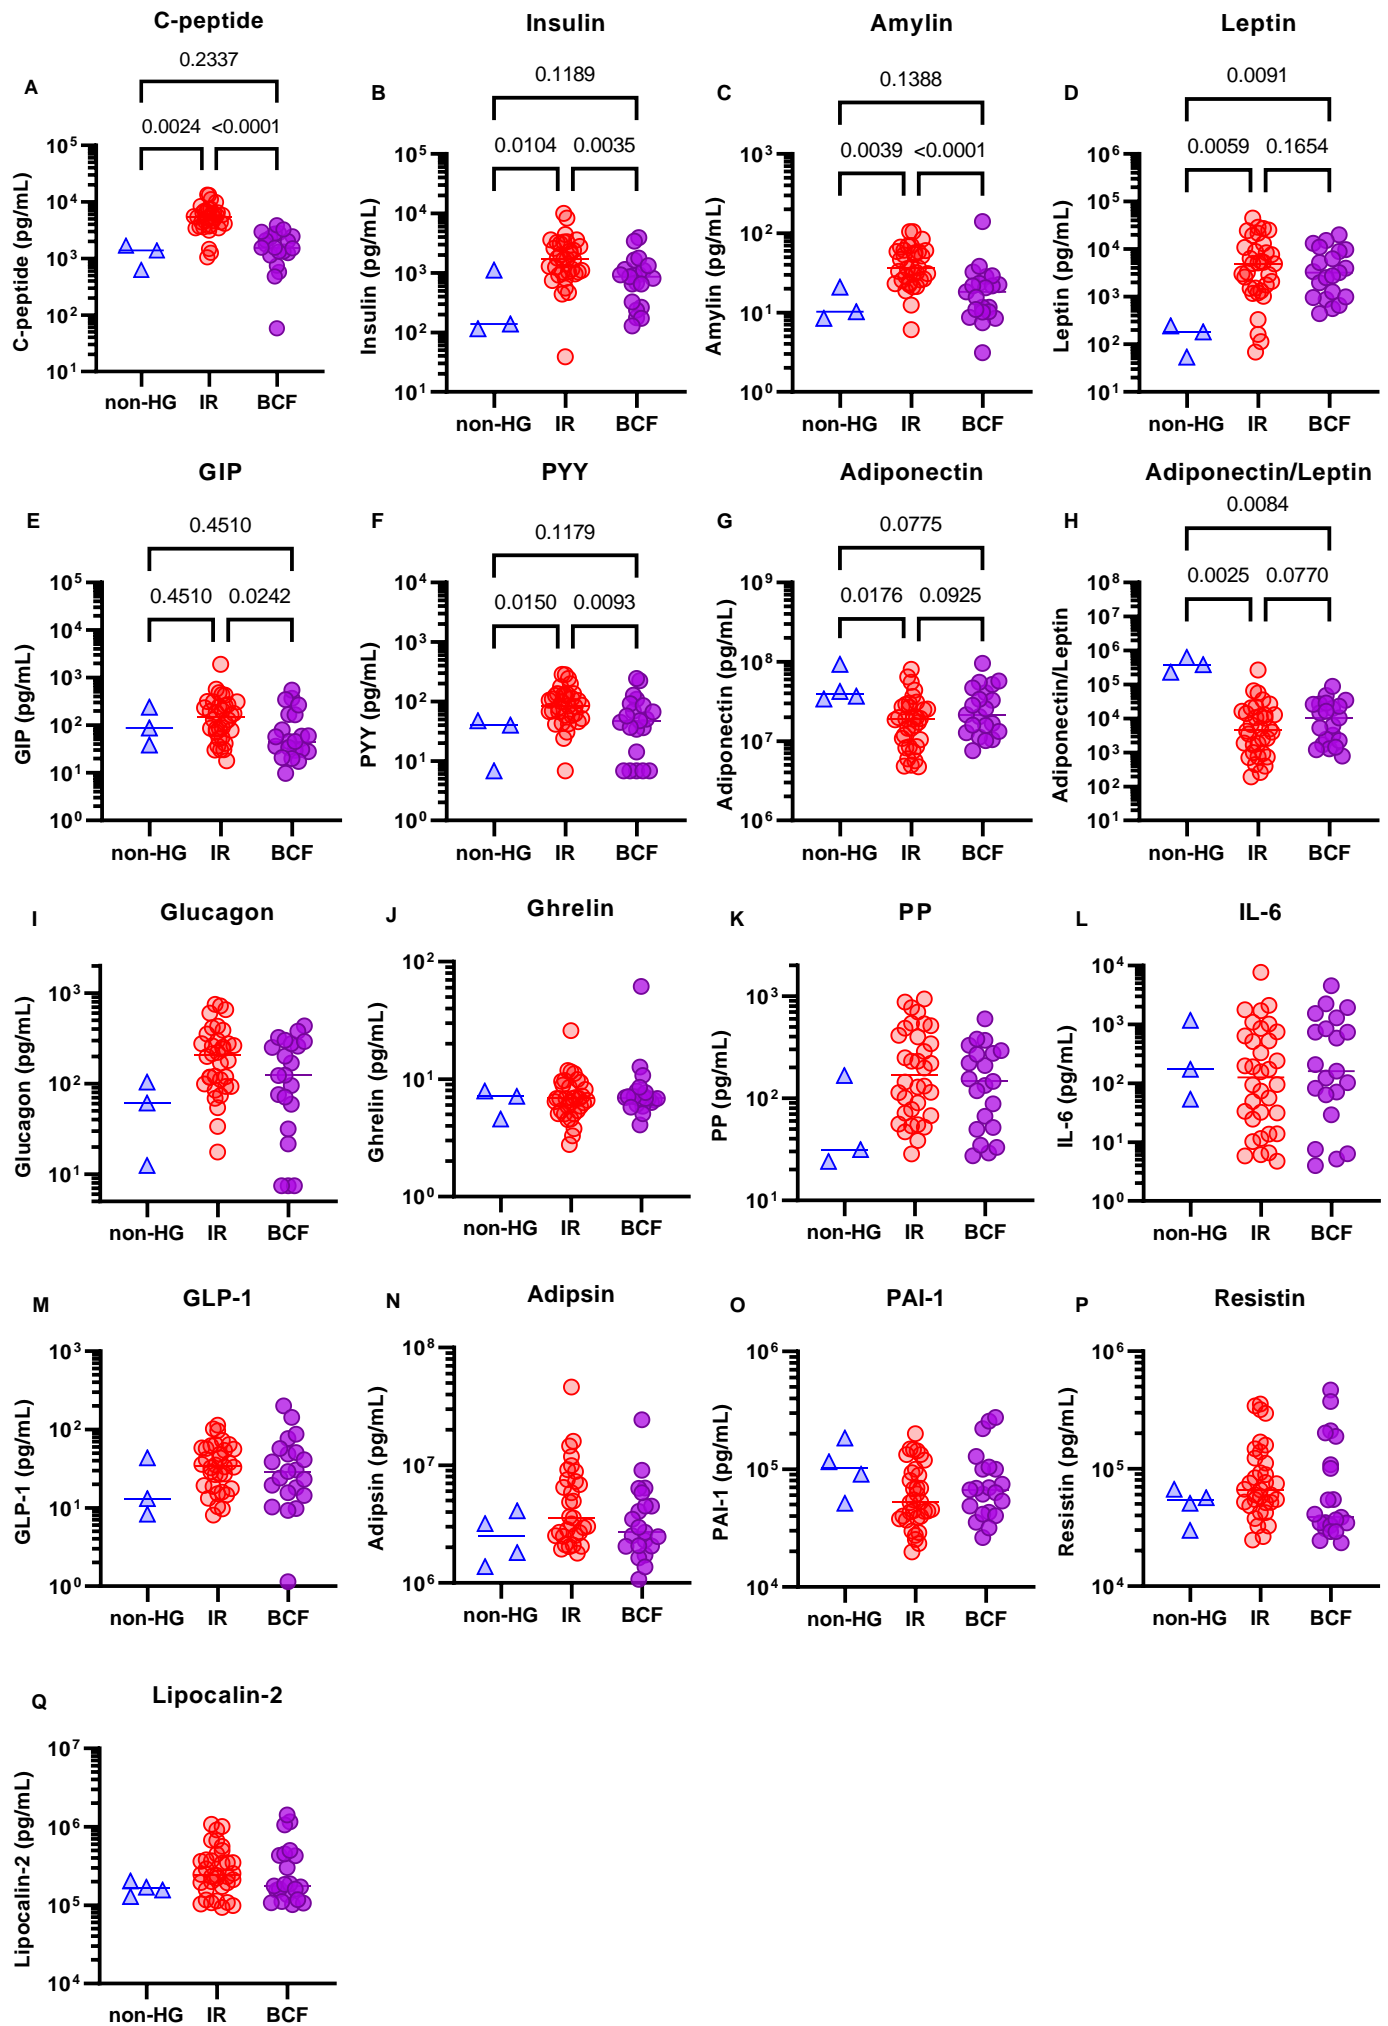 C-peptide
Insulin
Amylin
Leptin
A
0.2337
0.0024 <0.0001
C-peptide (pg/mL)
10^5
10^4
10^3
10^2
10^1
non-HG IR BCF
B
0.1189
0.0104 0.0035
Insulin (pg/mL)
10^5
10^4
10^3
10^2
10^1
non-HG IR BCF
C
0.1388
0.0039 <0.0001
Amylin (pg/mL)
10^3
10^2
10^1
10^0
non-HG IR BCF
D
0.0091
0.0059 0.1654
Leptin (pg/mL)
10^6
10^5
10^4
10^3
10^2
10^1
non-HG IR BCF
GIP
PYY
Adiponectin
Adiponectin/Leptin
E
0.4510
0.4510 0.0242
GIP (pg/mL)
10^5
10^4
10^3
10^2
10^1
10^0
non-HG IR BCF
F
0.1179
0.0150 0.0093
PYY (pg/mL)
10^4
10^3
10^2
10^1
10^0
non-HG IR BCF
G
0.0775
0.0176 0.0925
Adiponectin (pg/mL)
10^9
10^8
10^7
10^6
non-HG IR BCF
H
0.0084
0.0025 0.0770
Adiponectin/Leptin
10^8
10^7
10^6
10^5
10^4
10^3
10^2
10^1
non-HG IR BCF
I
Glucagon
Glucagon (pg/mL)
10^3
10^2
10^1
non-HG IR BCF
J
Ghrelin
Ghrelin (pg/mL)
10^2
10^1
10^0
non-HG IR BCF
K
PP
PP (pg/mL)
10^3
10^2
10^1
non-HG IR BCF
L
IL-6
IL-6 (pg/mL)
10^4
10^3
10^2
10^1
10^0
non-HG IR BCF
M
GLP-1
GLP-1 (pg/mL)
10^3
10^2
10^1
10^0
non-HG IR BCF
N
Adipsin
Adipsin (pg/mL)
10^8
10^7
10^6
non-HG IR BCF
O
PAI-1
PAI-1 (pg/mL)
10^6
10^5
10^4
non-HG IR BCF
P
Resistin
Resistin (pg/mL)
10^6
10^5
10^4
non-HG IR BCF
Q
Lipocalin-2
Lipocalin-2 (pg/mL)
10^7
10^6
10^5
10^4
non-HG IR BCF